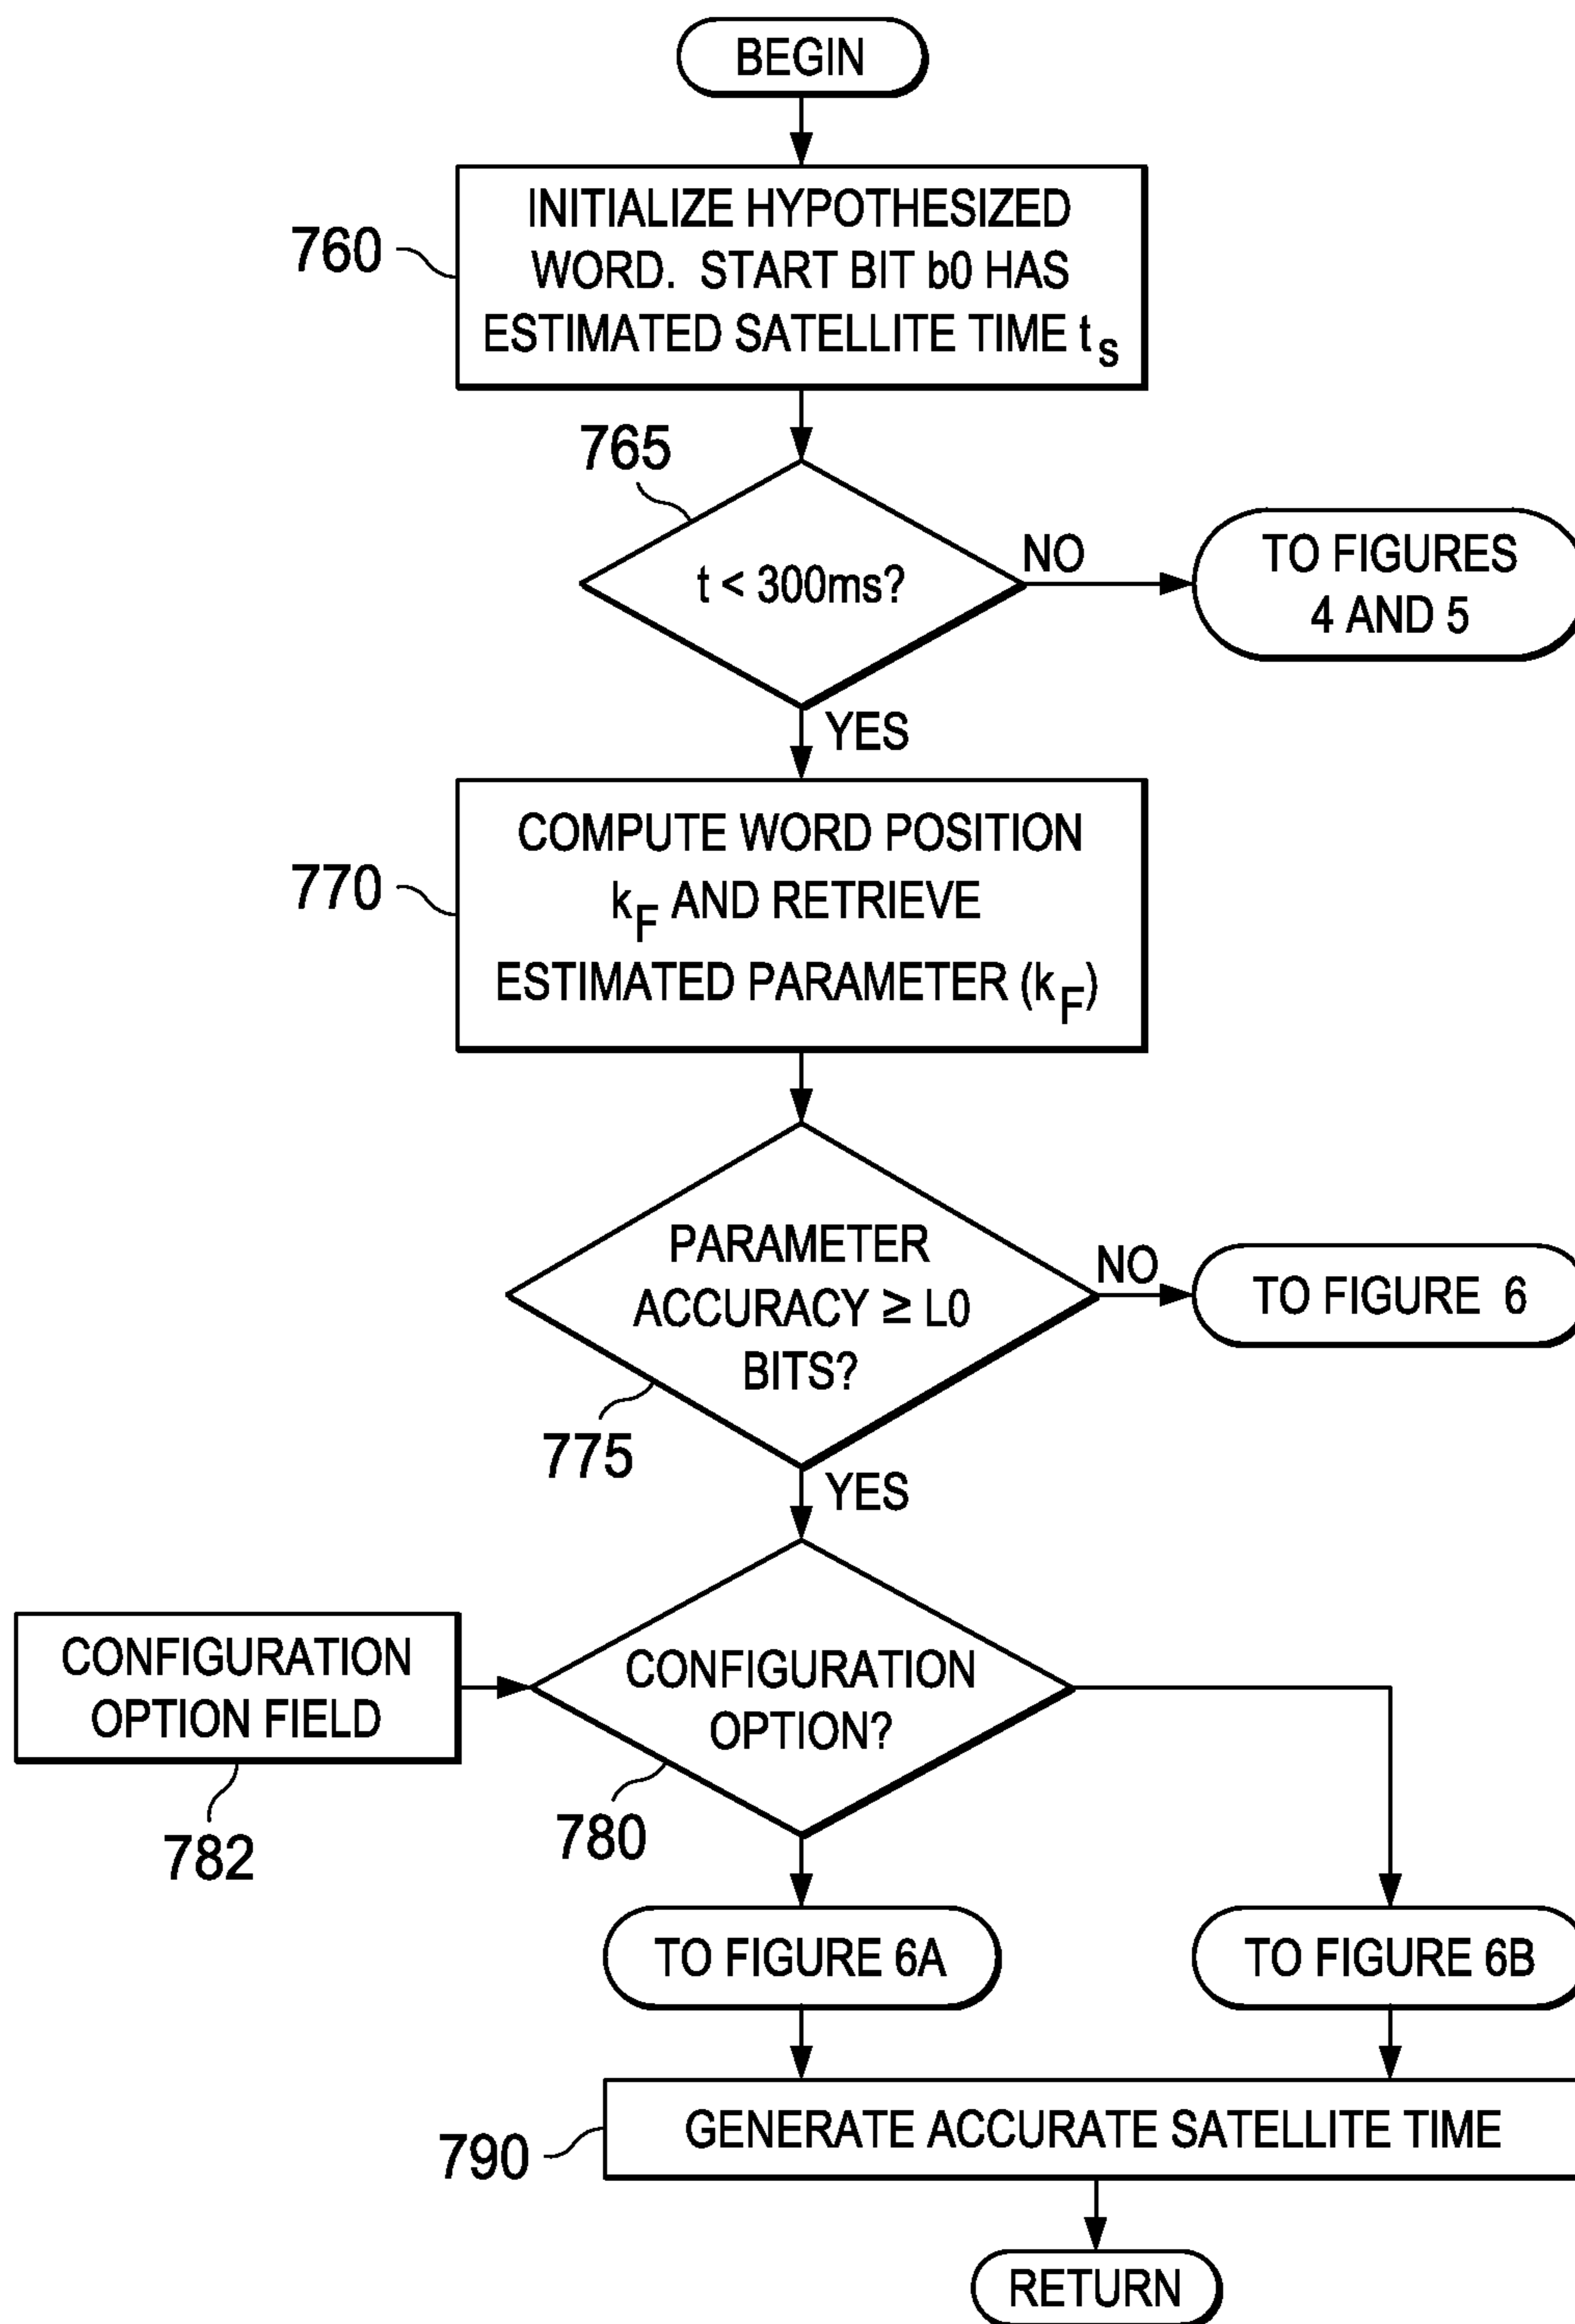 BEGIN
760
INITIALIZE HYPOTHESIZED
WORD. START BIT b0 HAS
ESTIMATED SATELLITE TIME ts
765
t < 300ms?
NO
TO FIGURES
4 AND 5
YES
770
COMPUTE WORD POSITION
kF AND RETRIEVE
ESTIMATED PARAMETER (kF)
PARAMETER
ACCURACY ≥ L0
BITS?
NO
TO FIGURE 6
775
YES
CONFIGURATION
OPTION FIELD
782
CONFIGURATION
OPTION?
780
TO FIGURE 6A
TO FIGURE 6B
790
GENERATE ACCURATE SATELLITE TIME
RETURN